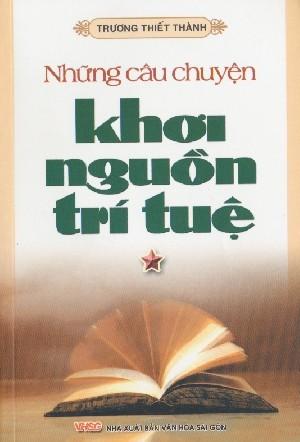 TRƯƠNG THIẾT THÀNH
Những câu chuyện
khơi
nguồn
trí tuệ
VHSG NHÀ XUẤT BẢN VĂN HÓA SÀI GÒN